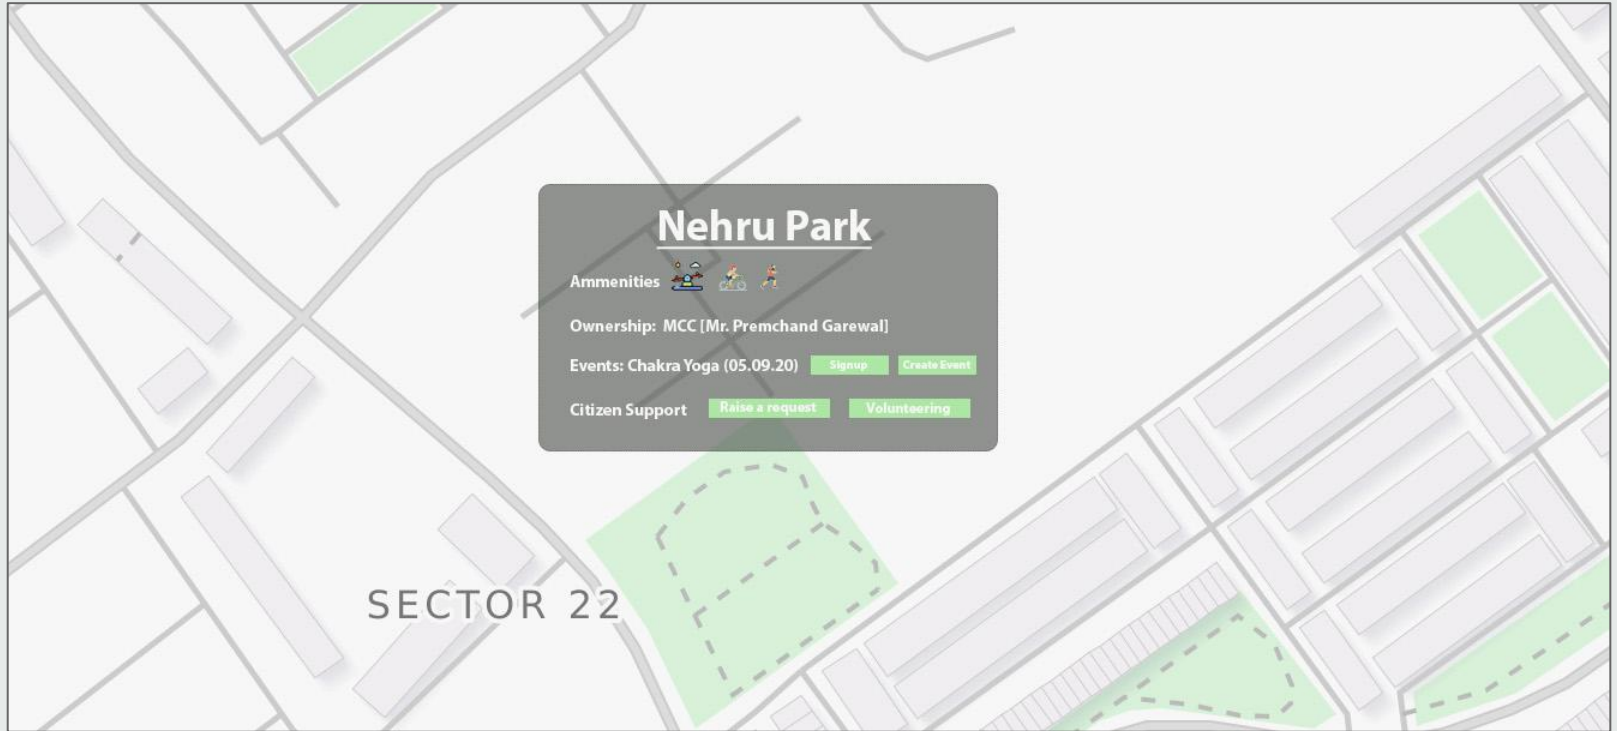 Nehru Park
Ammenities
Ownership: MCC [Mr. Premchand Garewal]
Events: Chakra Yoga (05.09.20) Signup Create Event
Citizen Support Raise a request Volunteering
SECTOR 22